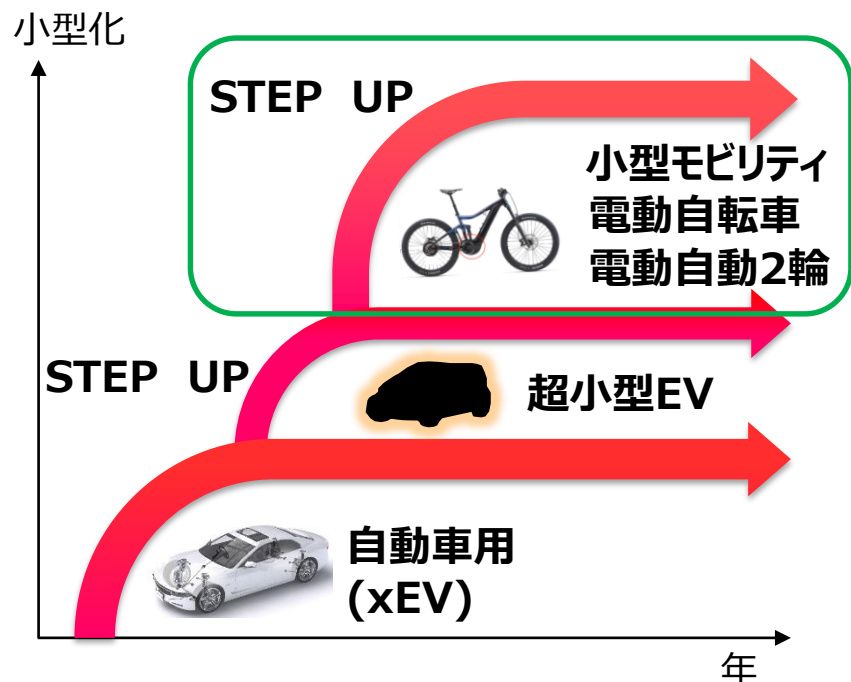 小型化
STEP UP
小型モビリティ
電動自転車
電動自動2輪
STEP UP
超小型EV
自動車用
(xEV)
年